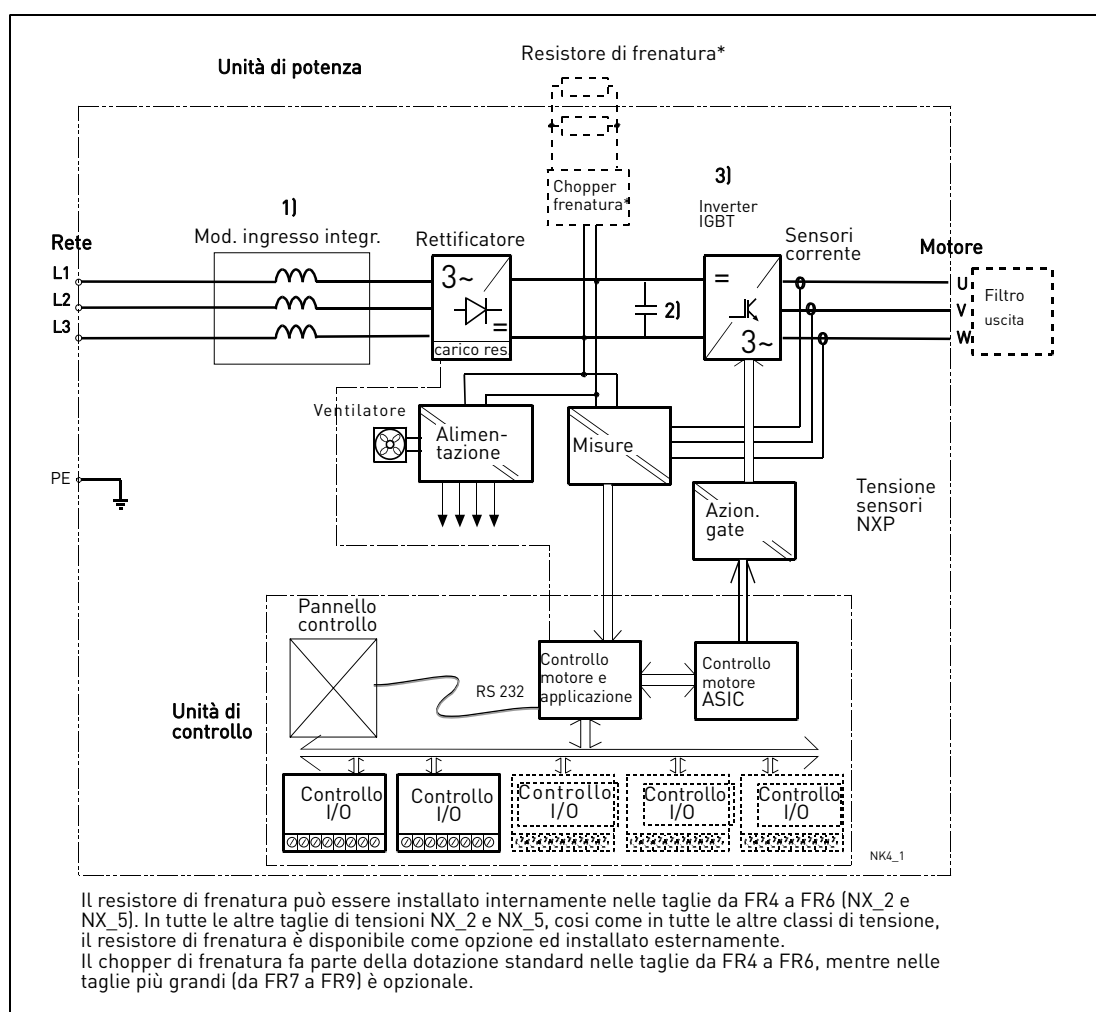 Resistore di frenatura*
Unità di potenza
Chopper
frenatura*
3)
Inverter
IGBT
1)
Mod. ingresso integr.
Rettificatore
Sensori
corrente
Rete
Motore
L1
L2
L3
3~
=
carico res
2)
=
3~
U
V
W
Filtro
uscita
Ventilatore
Alimen-
tazione
Misure
PE
Azion.
gate
Tensione
sensori
NXP
Pannello
controllo
RS 232
Controllo
motore e
applicazione
Controllo
motore
ASIC
Unità di
controllo
Controllo
I/O
Controllo
I/O
Controllo
I/O
Controllo
I/O
Controllo
I/O
NK4_1
Il resistore di frenatura può essere installato internamente nelle taglie da FR4 a FR6 (NX_2 e
NX_5). In tutte le altre taglie di tensioni NX_2 e NX_5, cosi come in tutte le altre classi di tensione,
il resistore di frenatura è disponibile come opzione ed installato esternamente.
Il chopper di frenatura fa parte della dotazione standard nelle taglie da FR4 a FR6, mentre nelle
taglie più grandi (da FR7 a FR9) è opzionale.